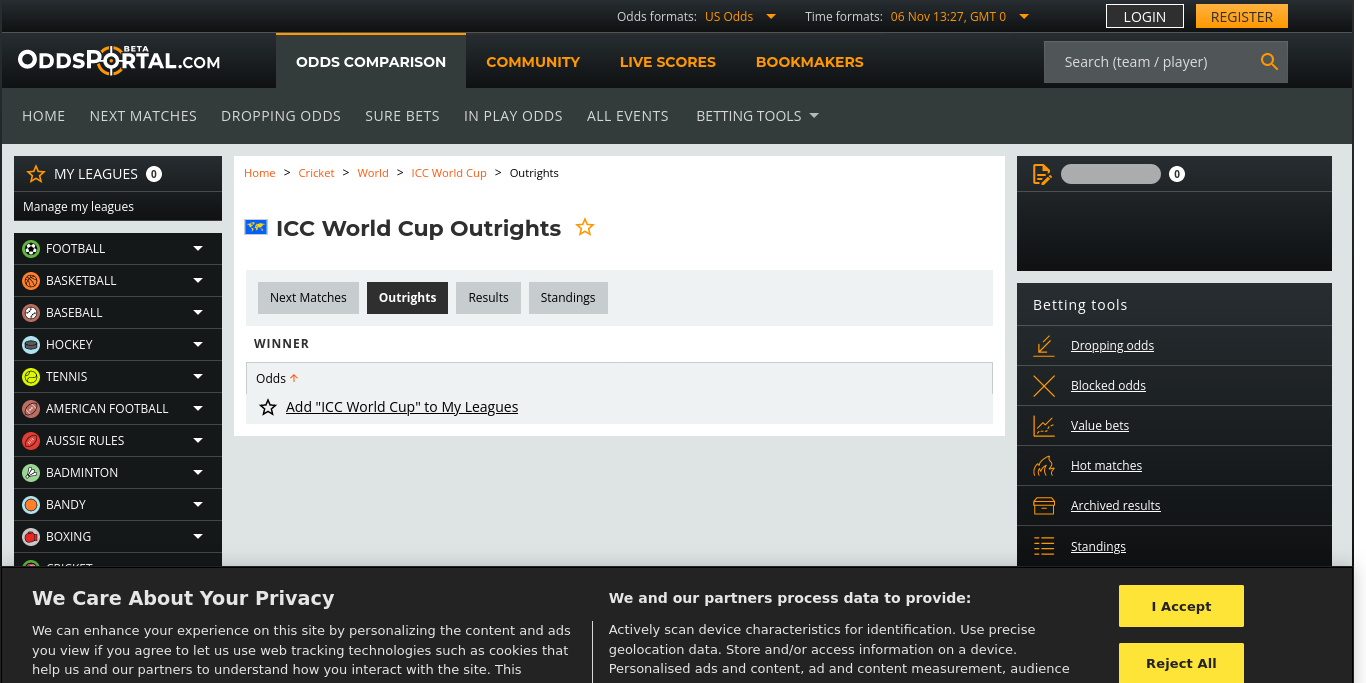 Odds formats: US Odds Time formats: 06 Nov 13:27, GMT 0 LOGIN REGISTER
ODDSPORTAL.COM BETA ODDS COMPARISON COMMUNITY LIVE SCORES BOOKMAKERS Search (team / player)
HOME NEXT MATCHES DROPPING ODDS SURE BETS IN PLAY ODDS ALL EVENTS BETTING TOOLS
MY LEAGUES 0
Manage my leagues
FOOTBALL
BASKETBALL
BASEBALL
HOCKEY
TENNIS
AMERICAN FOOTBALL
AUSSIE RULES
BADMINTON
BANDY
BOXING
CRICKET
Home > Cricket > World > ICC World Cup > Outrights
ICC World Cup Outrights
Next Matches Outrights Results Standings
WINNER
Odds
Add "ICC World Cup" to My Leagues
0
Betting tools
Dropping odds
Blocked odds
Value bets
Hot matches
Archived results
Standings
We Care About Your Privacy
We can enhance your experience on this site by personalizing the content and ads
you view if you agree to let us use web tracking technologies such as cookies that
help us and our partners to understand how you interact with the site. This
We and our partners process data to provide:
Actively scan device characteristics for identification. Use precise
geolocation data. Store and/or access information on a device.
Personalised ads and content, ad and content measurement, audience
I Accept
Reject All